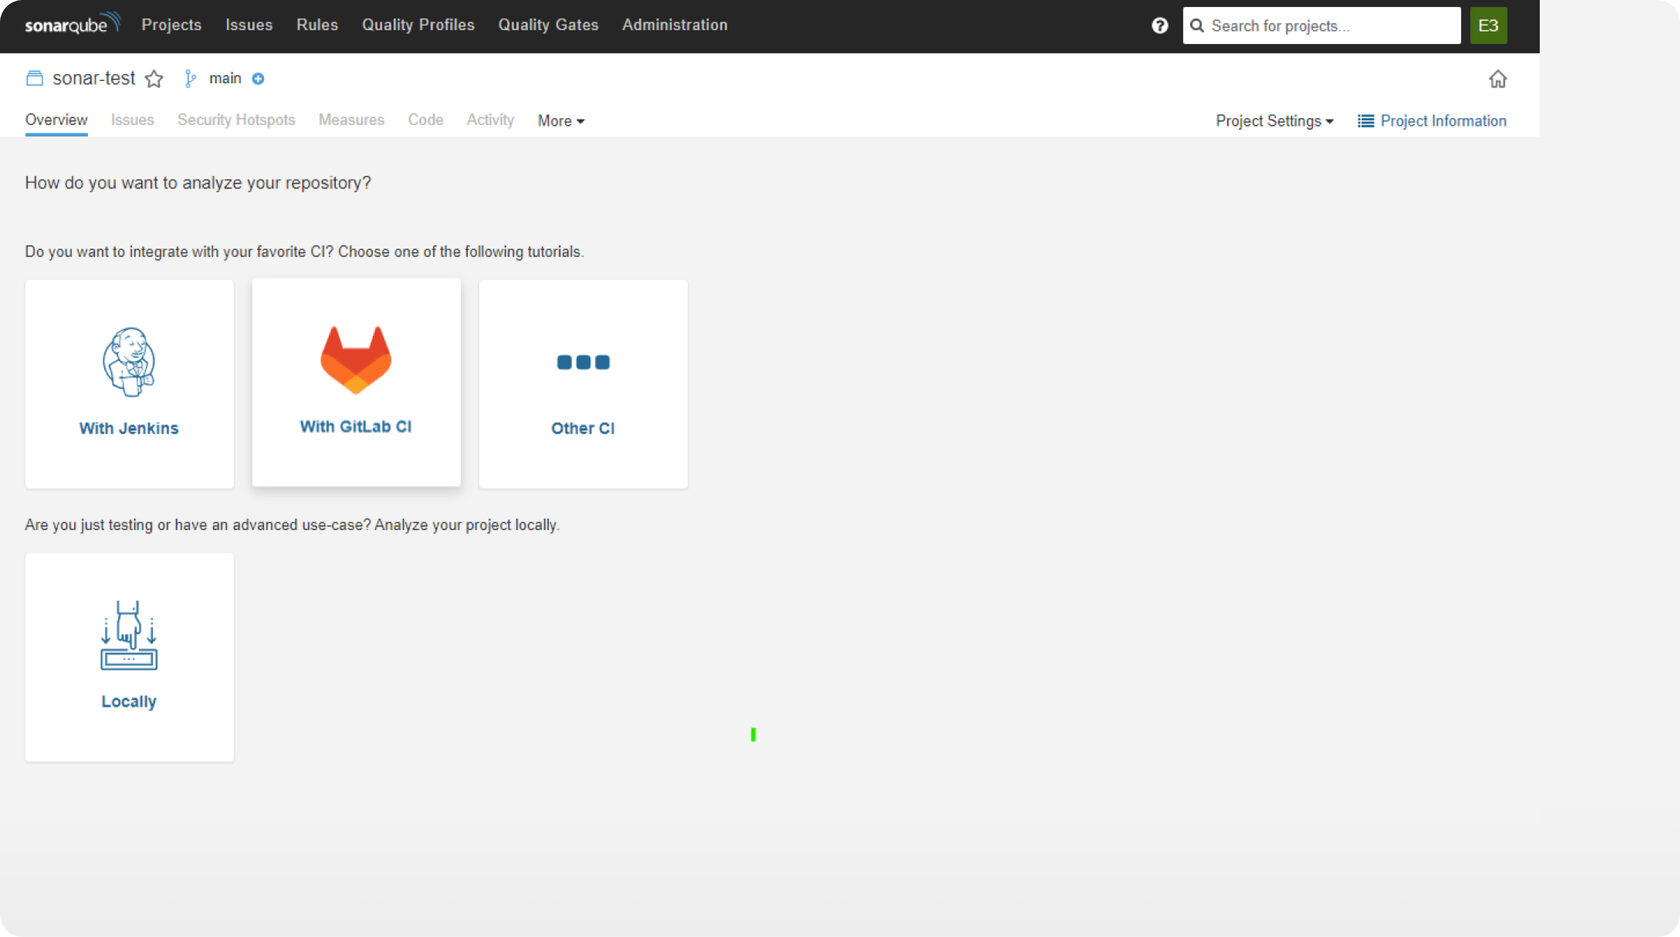 sonarqube Projects Issues Rules Quality Profiles Quality Gates Administration ? Search for projects... E3
sonar-test main
Overview Issues Security Hotspots Measures Code Activity More Project Settings Project Information
How do you want to analyze your repository?
Do you want to integrate with your favorite CI? Choose one of the following tutorials.
With Jenkins With GitLab CI Other CI
Are you just testing or have an advanced use-case? Analyze your project locally.
Locally